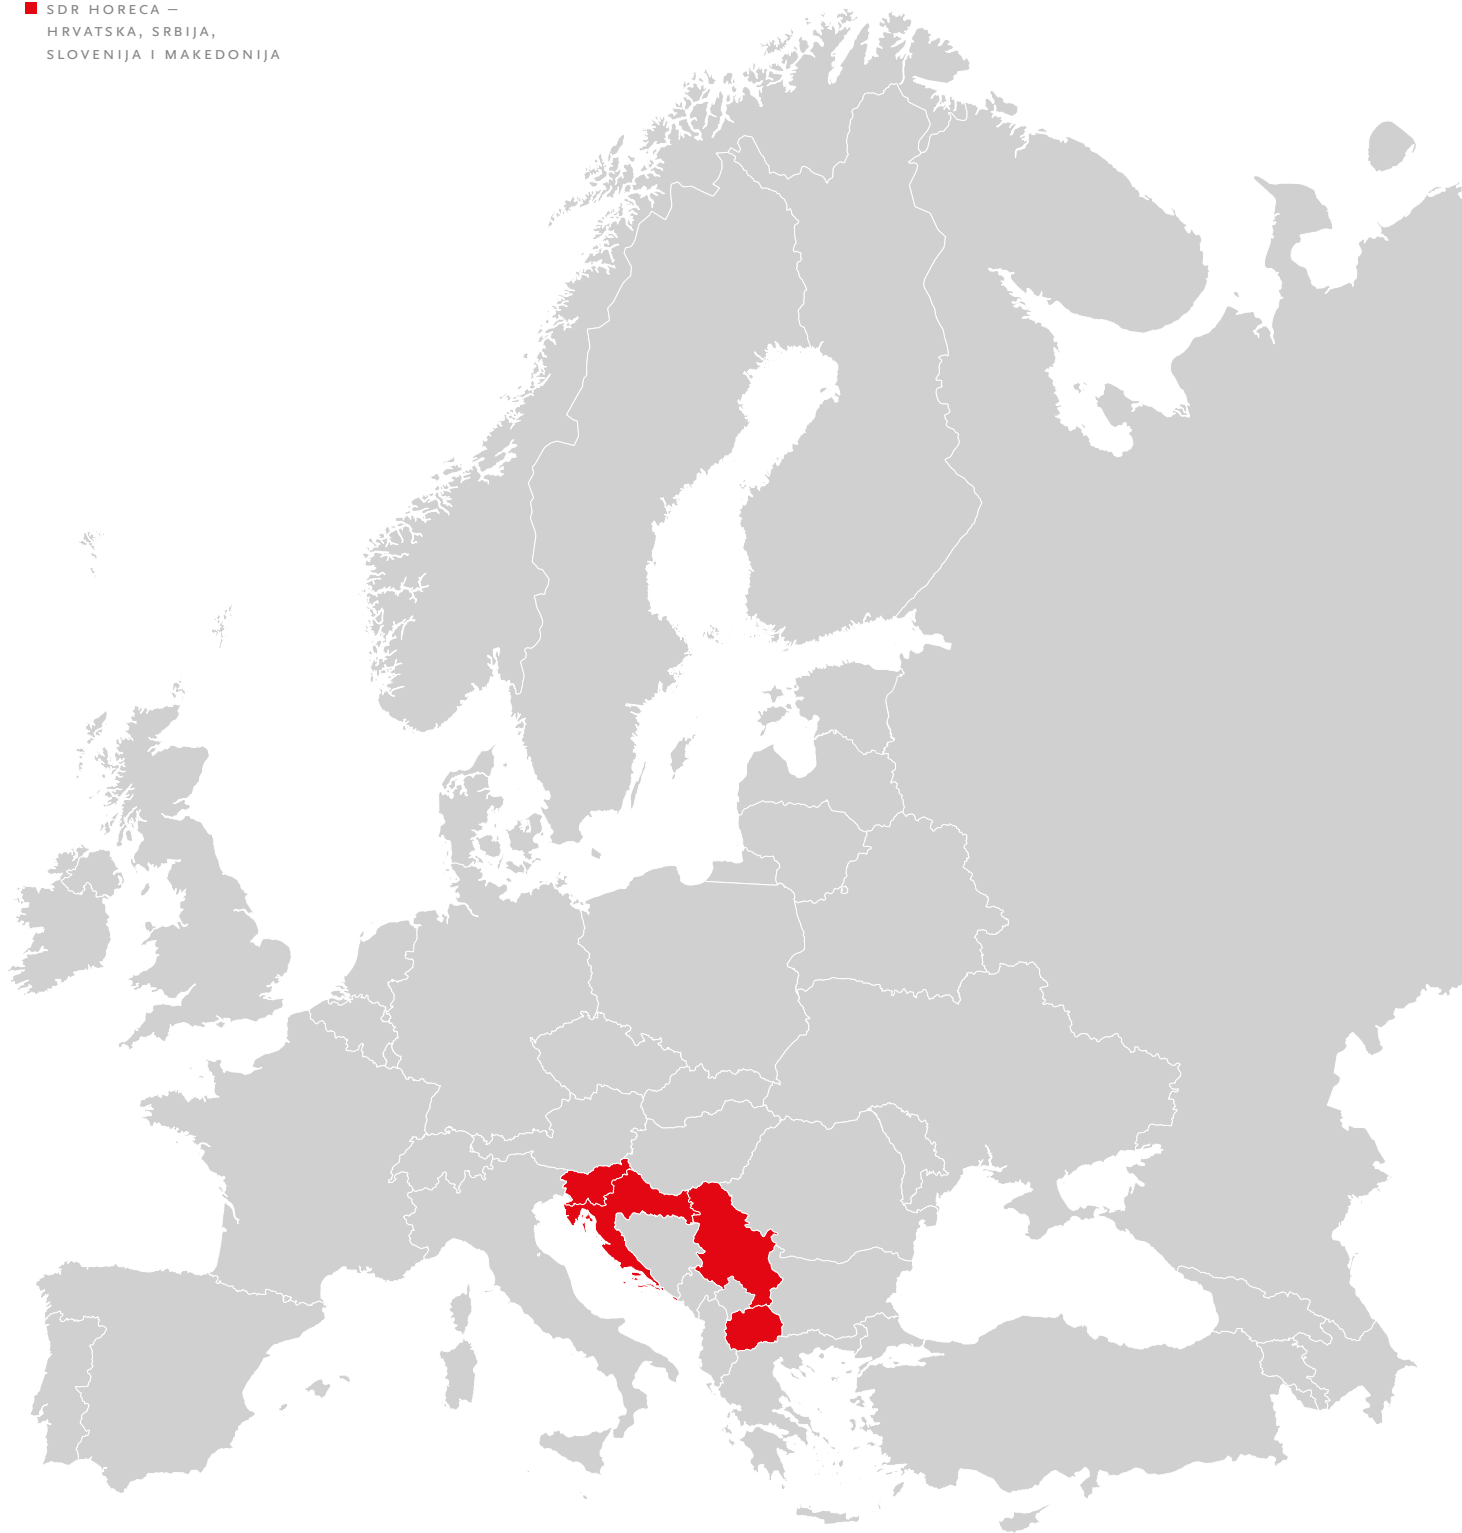 SDR HORECA –
HRVATSKA, SRBIJA,
SLOVENIJA I MAKEDONIJA